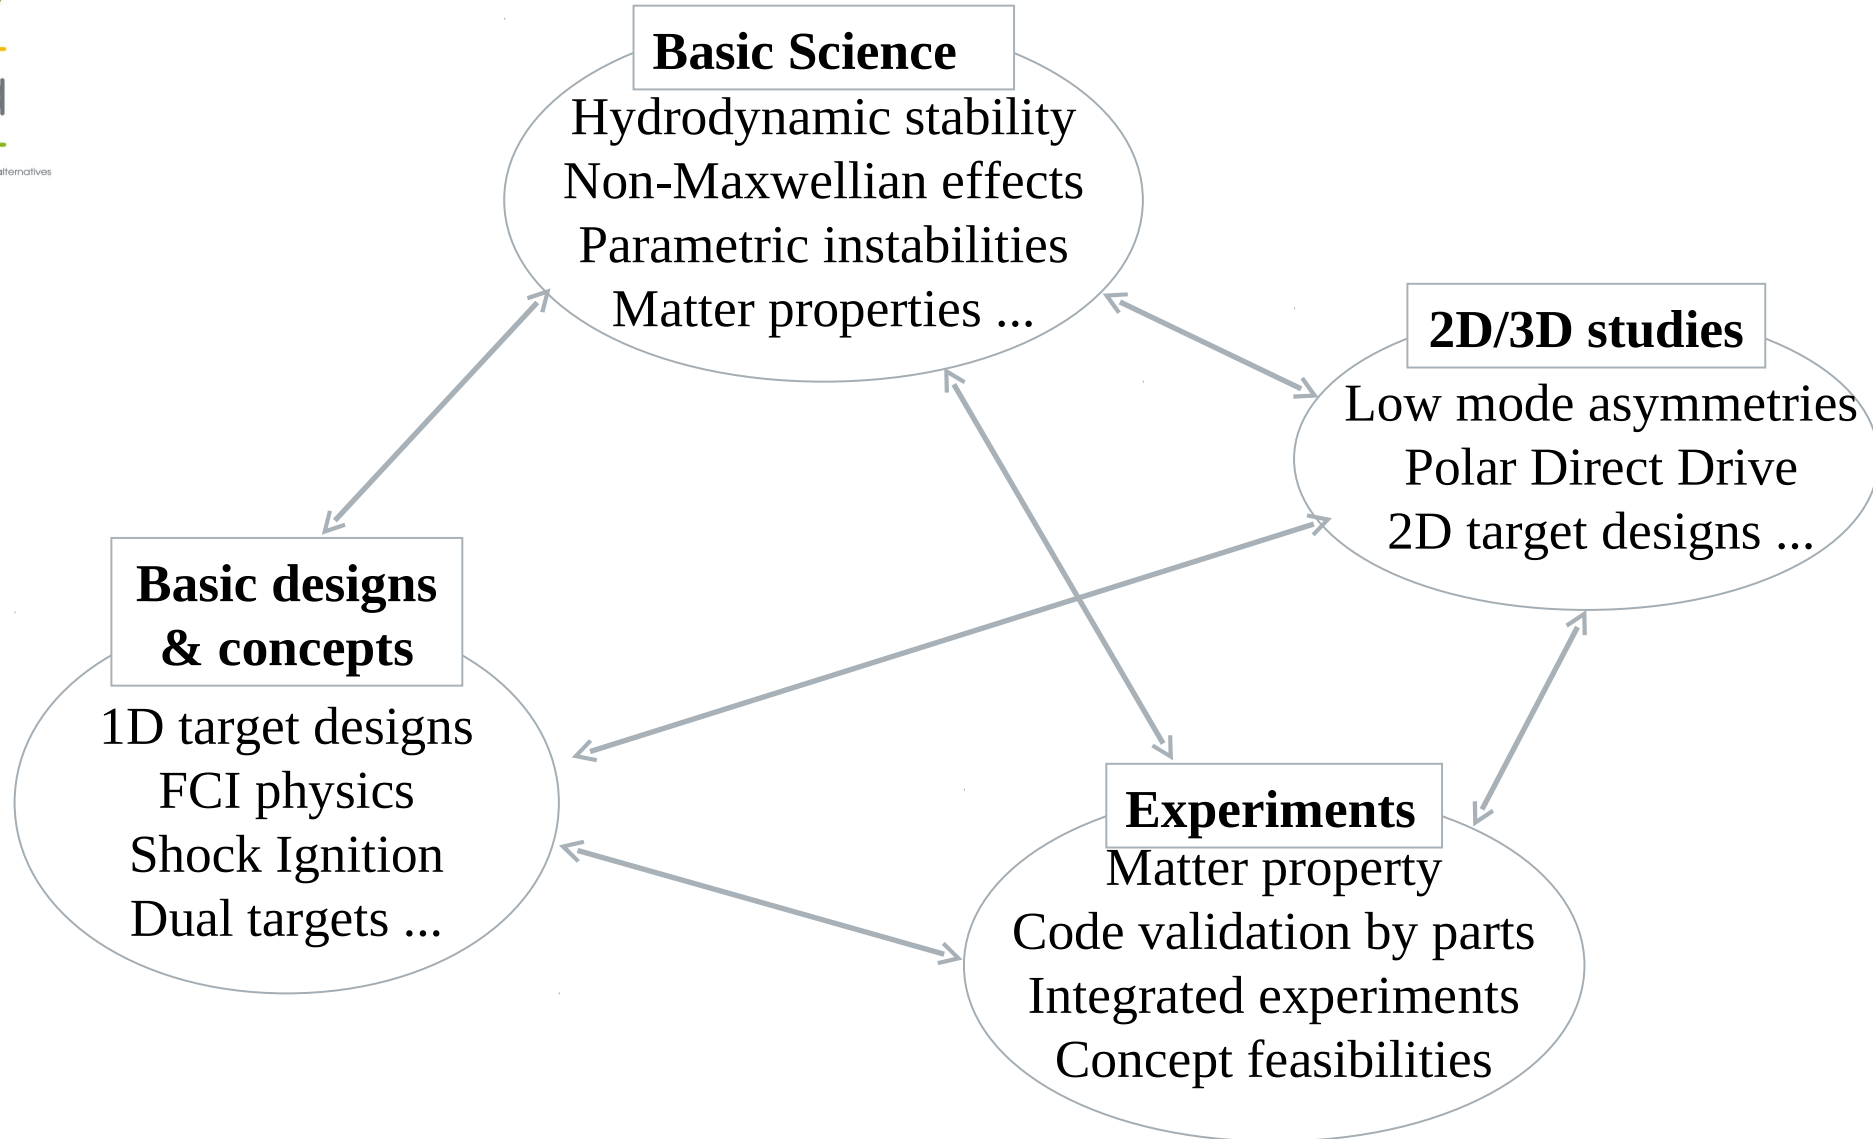 alternatives
Basic Science
Hydrodynamic stability
Non-Maxwellian effects
Parametric instabilities
Matter properties ...
2D/3D studies
Low mode asymmetries
Polar Direct Drive
2D target designs ...
Basic designs
& concepts
1D target designs
FCI physics
Shock Ignition
Dual targets ...
Experiments
Matter property
Code validation by parts
Integrated experiments
Concept feasibilities